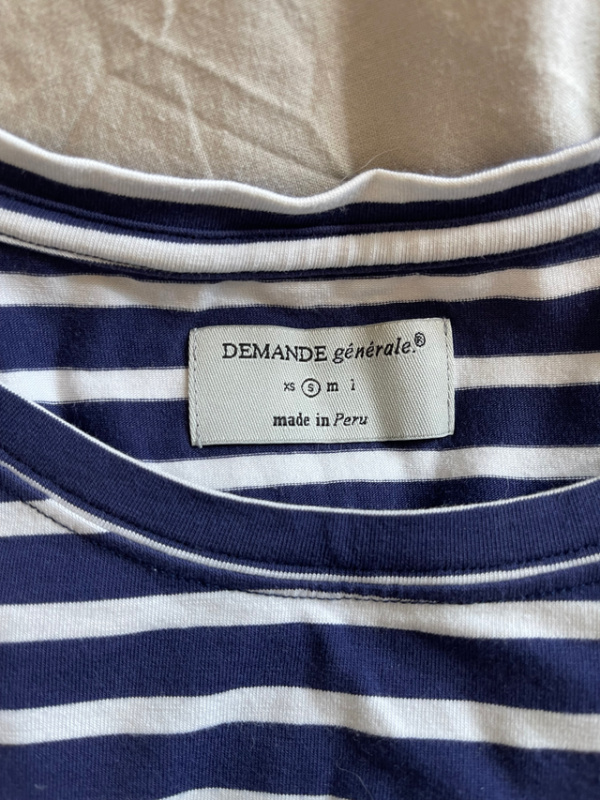 DEMANDE générale.®
xs s m l
made in Peru